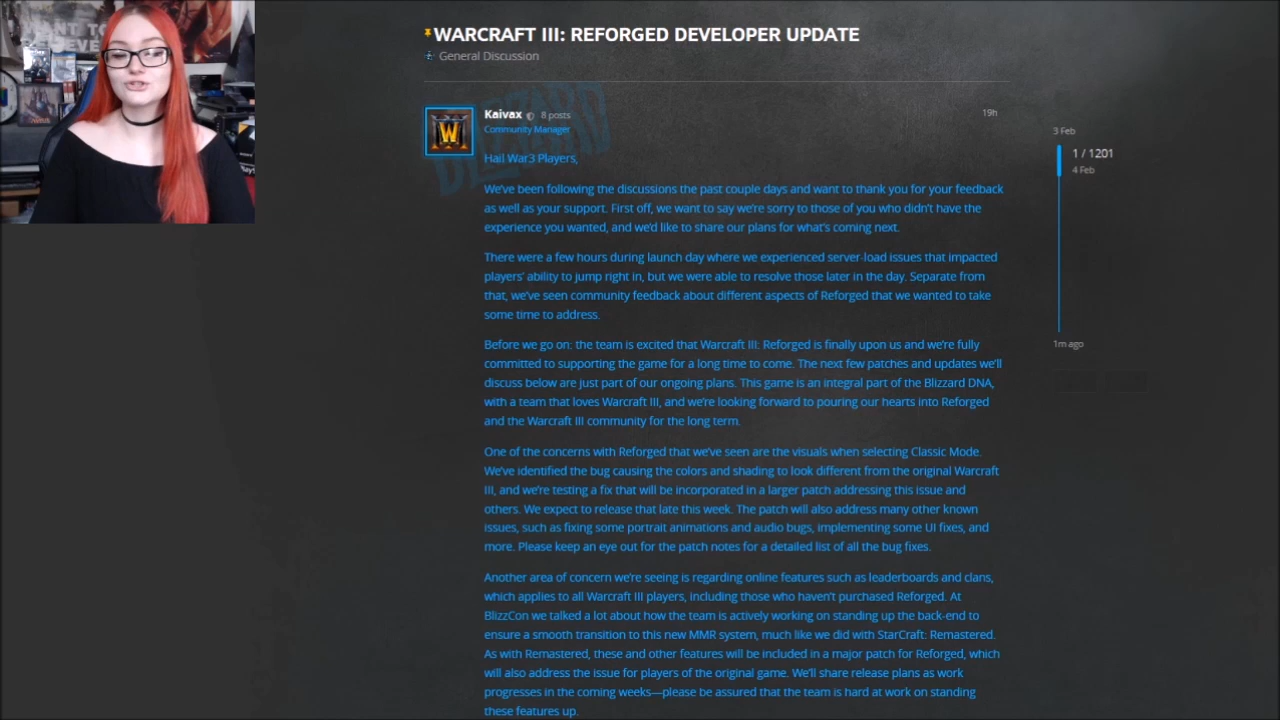 WARCRAFT III: REFORGED DEVELOPER UPDATE
General Discussion
Kaivax 8 posts
19h
Community Manager
Hail War3 Players,
We've been following the discussions the past couple days and want to thank you for your feedback
as well as your support. First off, we want to say we're sorry to those of you who didn't have the
experience you wanted, and we'd like to share our plans for what's coming next.
There were a few hours during launch day where we experienced server-load issues that impacted
players' ability to jump right in, but we were able to resolve those later in the day. Separate from
that, we've seen community feedback about different aspects of Reforged that we wanted to take
some time to address.
Before we go on: the team is excited that Warcraft III: Reforged is finally upon us and we're fully
committed to supporting the game for a long time to come. The next few patches and updates we'll
discuss below are just part of our ongoing plans. This game is an integral part of the Blizzard DNA,
with a team that loves Warcraft III, and we're looking forward to pouring our hearts into Reforged
and the Warcraft III community for the long term.
One of the concerns with Reforged that we've seen are the visuals when selecting Classic Mode.
We've identified the bug causing the colors and shading to look different from the original Warcraft
III, and we're testing a fix that will be incorporated in a larger patch addressing this issue and
others. We expect to release that late this week. The patch will also address many other known
issues, such as fixing some portrait animations and audio bugs, implementing some UI fixes, and
more. Please keep an eye out for the patch notes for a detailed list of all the bug fixes.
Another area of concern we're seeing is regarding online features such as leaderboards and clans,
which applies to all Warcraft III players, including those who haven't purchased Reforged. At
BlizzCon we talked a lot about how the team is actively working on standing up the back-end to
ensure a smooth transition to this new MMR system, much like we did with StarCraft: Remastered.
As with Remastered, these and other features will be included in a major patch for Reforged, which
will also address the issue for players of the original game. We'll share release plans as work
progresses in the coming weeks—please be assured that the team is hard at work on standing
these features up.
3 Feb
1 / 1201
4 Feb
1m ago
BLIZZARD